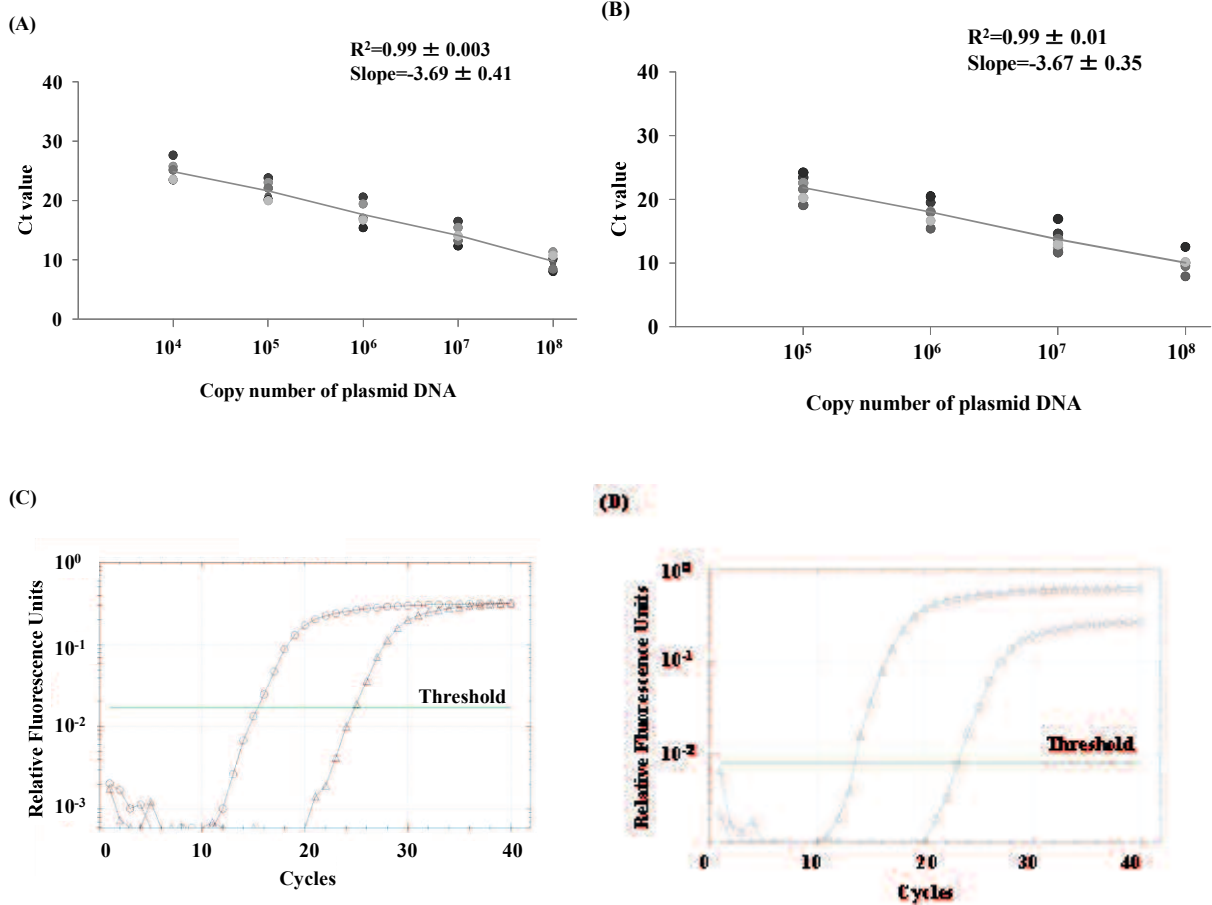 (A)
R²=0.99 ± 0.003
Slope=-3.69 ± 0.41
40
30
20
10
0
Ct value
10⁴ 10⁵ 10⁶ 10⁷ 10⁸
Copy number of plasmid DNA
(B)
R²=0.99 ± 0.01
Slope=-3.67 ± 0.35
40
30
20
10
0
Ct value
10⁵ 10⁶ 10⁷ 10⁸
Copy number of plasmid DNA
(C)
10⁰
10⁻¹
10⁻²
10⁻³
Relative Fluorescence Units
Threshold
0 10 20 30 40
Cycles
(D)
10⁰
10⁻¹
10⁻²
Relative Fluorescence Units
Threshold
0 10 20 30 40
Cycles